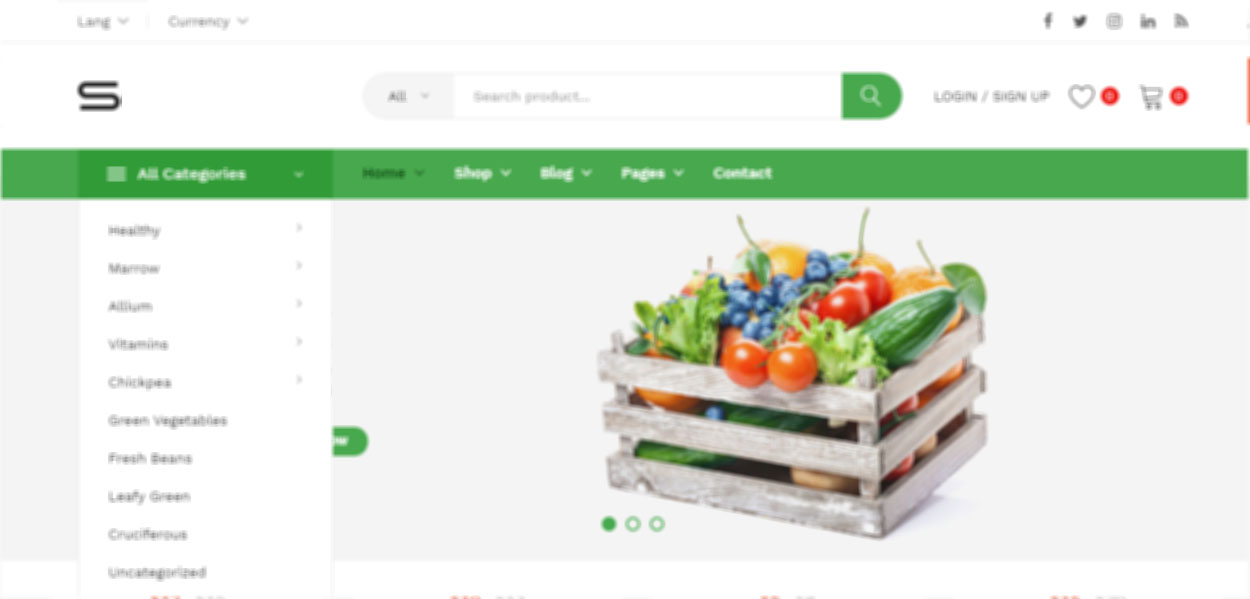 Lang Currency
S
All Search product... LOGIN / SIGN UP 0 0
All Categories Home Shop Blog Pages Contact
Healthy
Marrow
Allium
Vitamins
Chickpea
Green Vegetables
Fresh Beans
Leafy Green
Cruciferous
Uncategorized